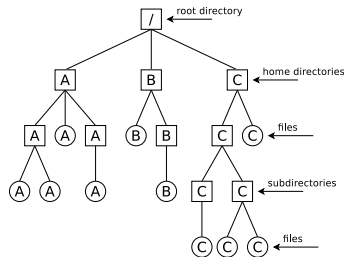 / root directory
A B C home directories
A A A B B C C files
A A A B C C subdirectories
C C C files